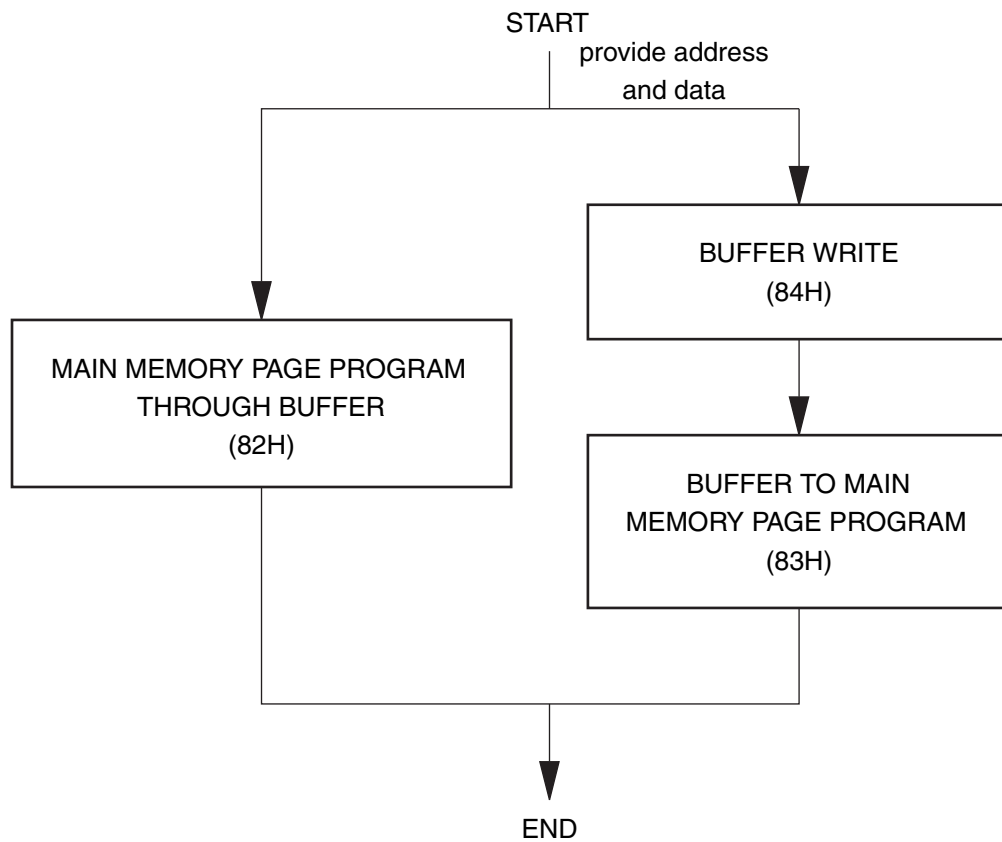 START
provide address
and data
BUFFER WRITE
(84H)
MAIN MEMORY PAGE PROGRAM
THROUGH BUFFER
(82H)
BUFFER TO MAIN
MEMORY PAGE PROGRAM
(83H)
END